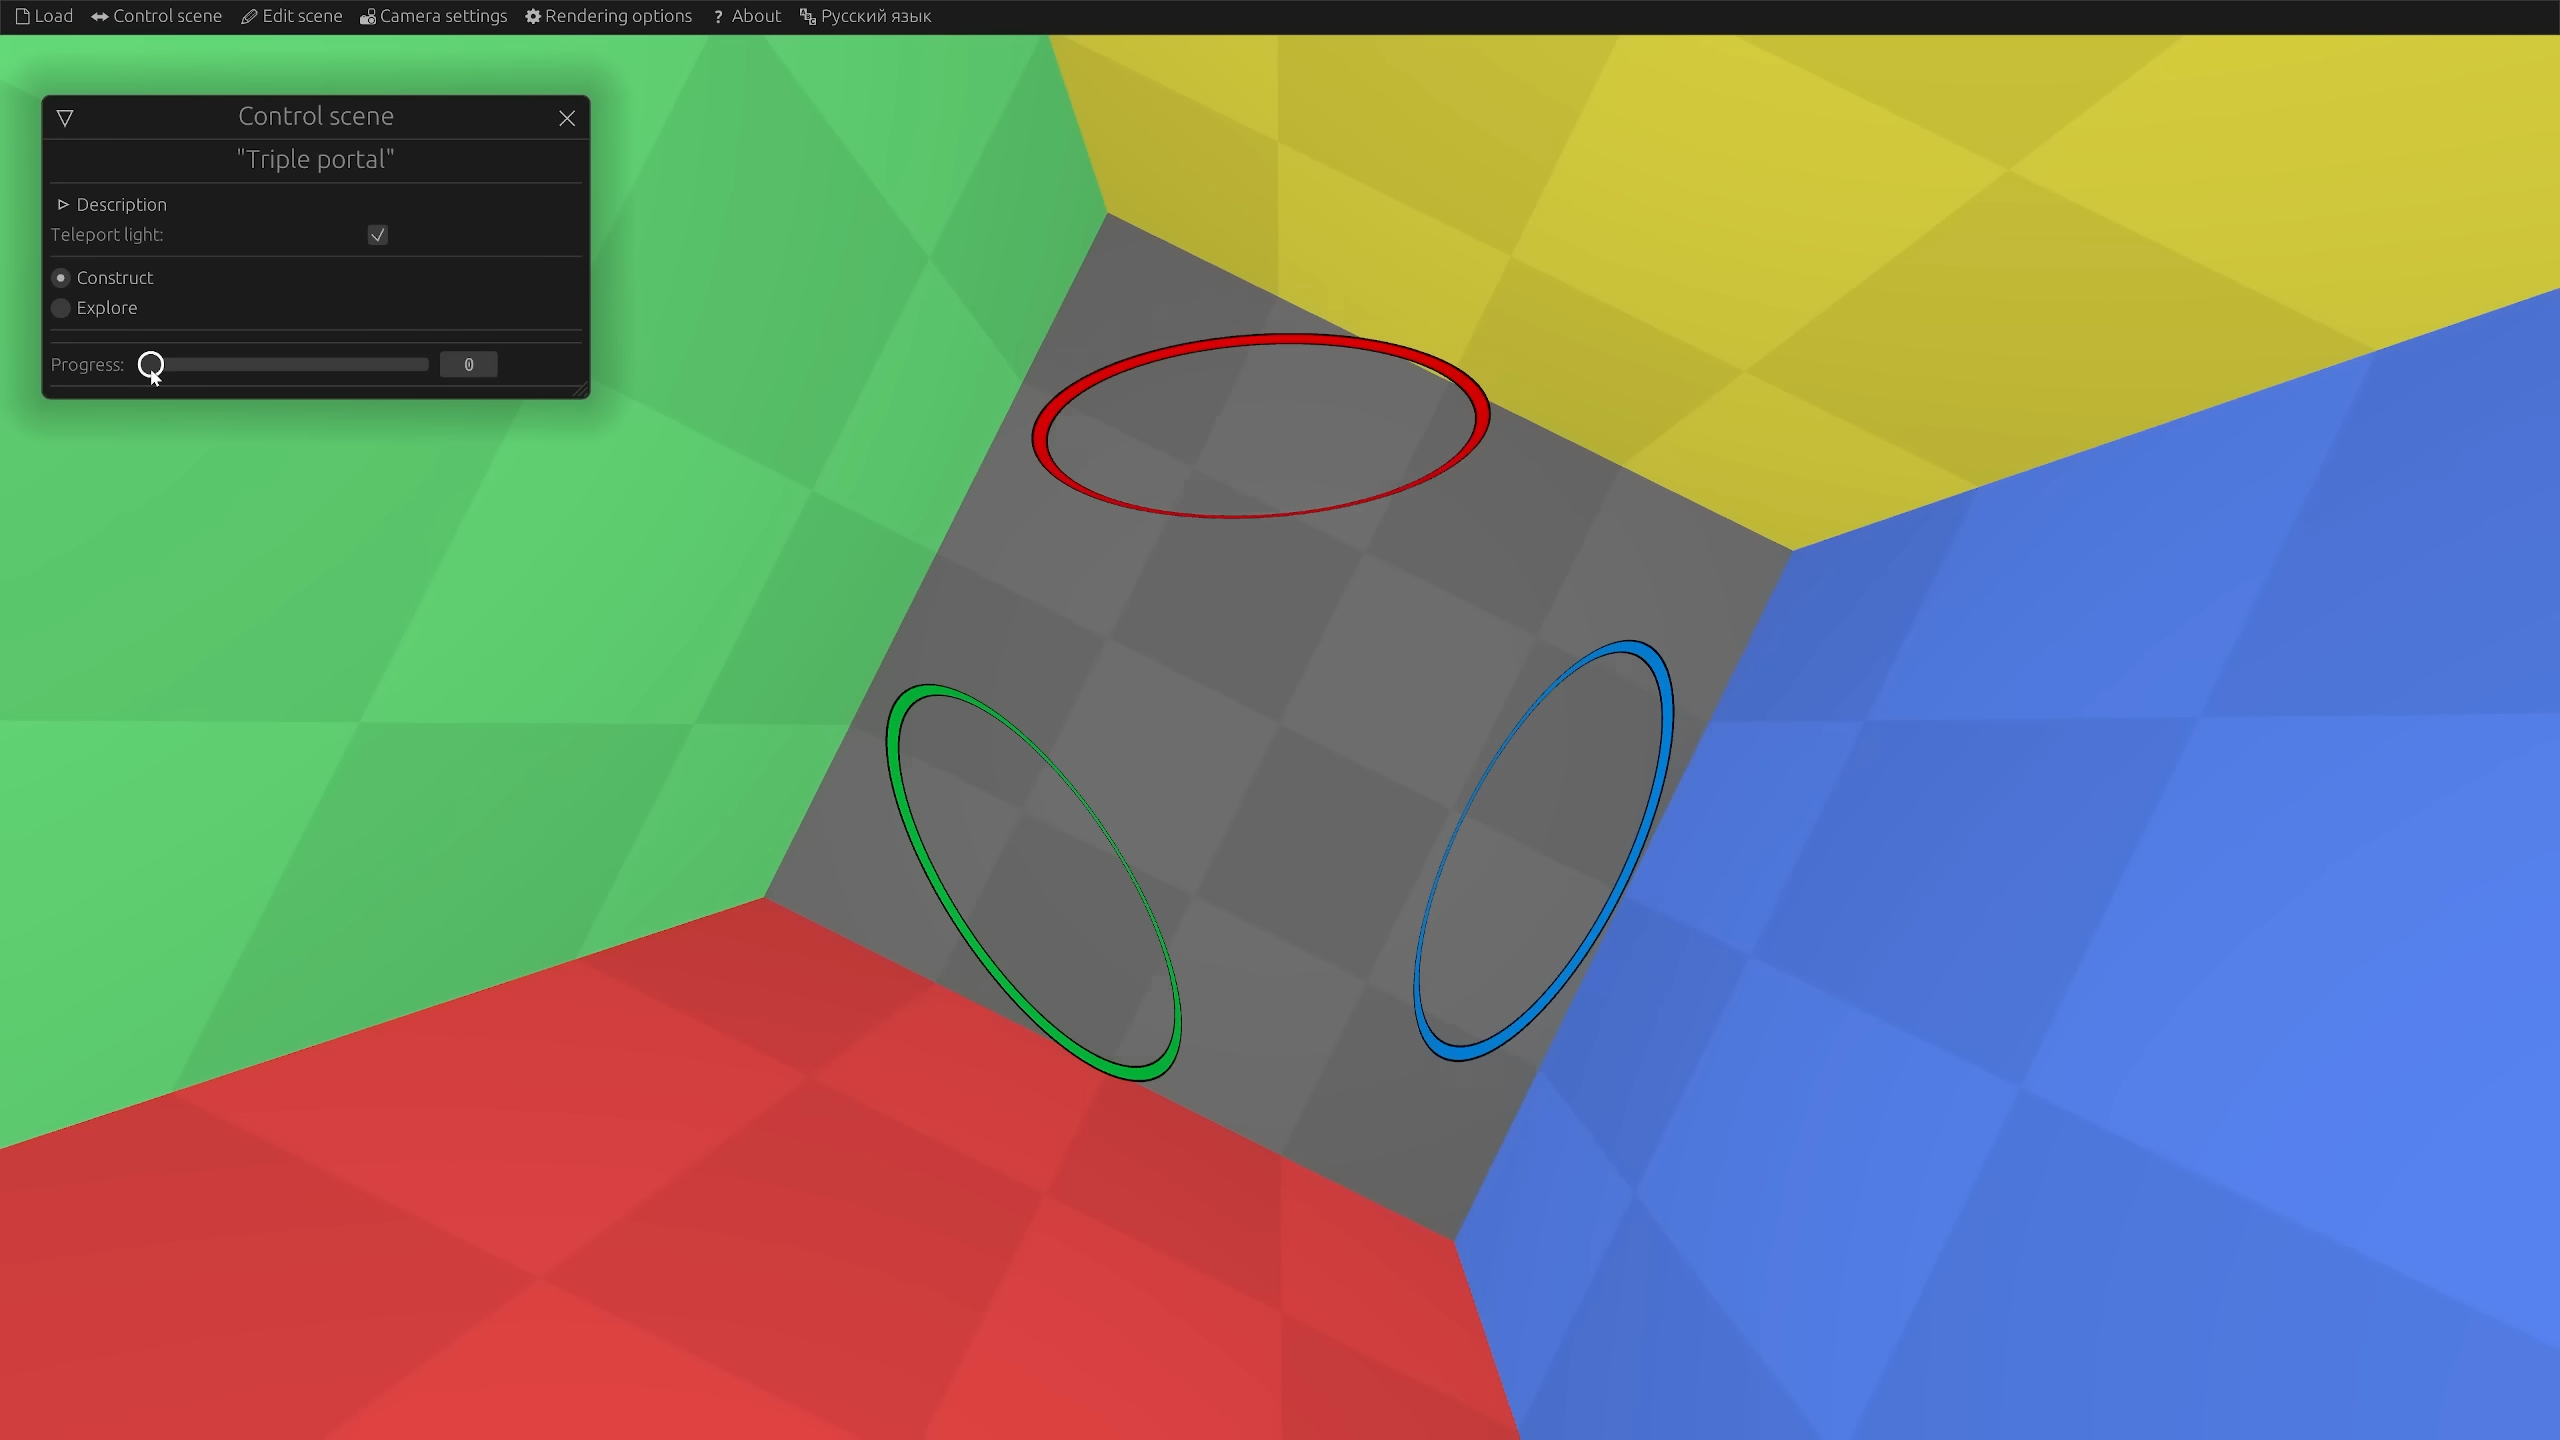 Load Control scene Edit scene Camera settings Rendering options ? About Русский язык
Control scene
"Triple portal"
Description
Teleport light:
Construct
Explore
Progress: 0